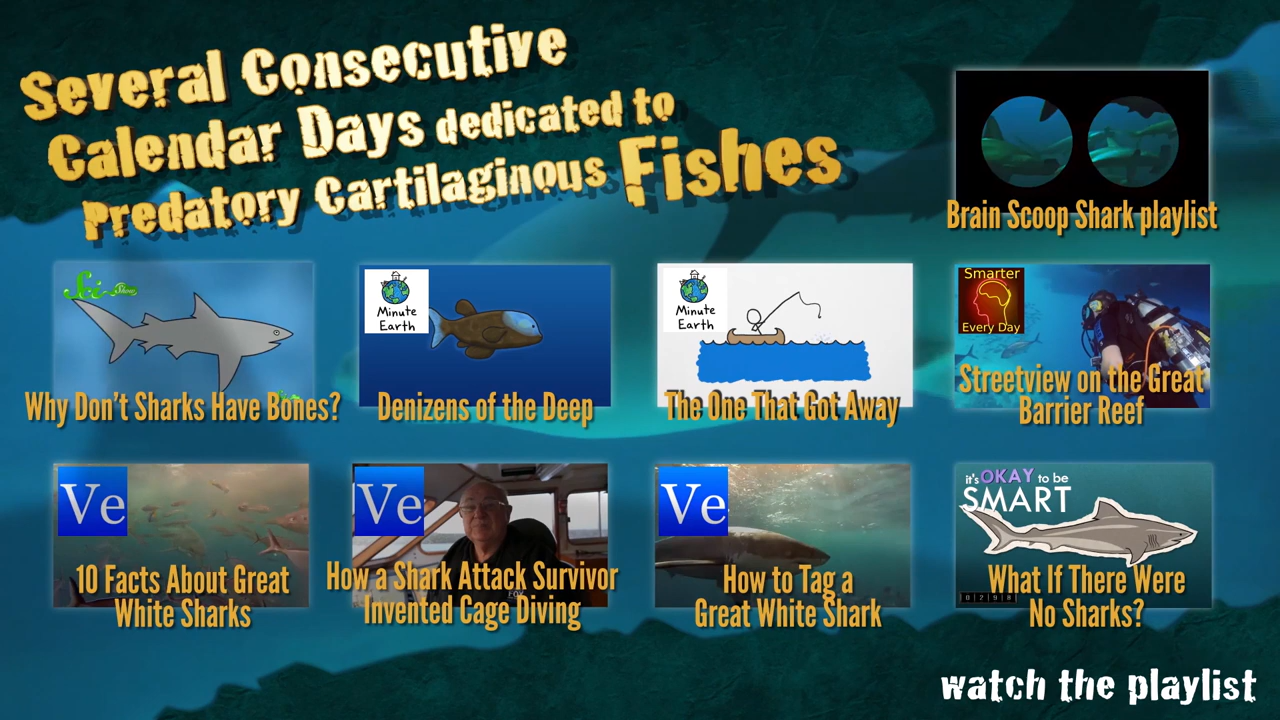 Several Consecutive
Calendar Days dedicated to
Predatory Cartilaginous Fishes
Brain Scoop Shark playlist
Sci Show
Why Don't Sharks Have Bones?
Minute
Earth
Denizens of the Deep
Minute
Earth
The One That Got Away
Smarter
Every Day
Streetview on the Great
Barrier Reef
Ve
10 Facts About Great
White Sharks
Ve
How a Shark Attack Survivor
Invented Cage Diving
Ve
How to Tag a
Great White Shark
it's OKAY to be
SMART
0298
What If There Were
No Sharks?
watch the playlist